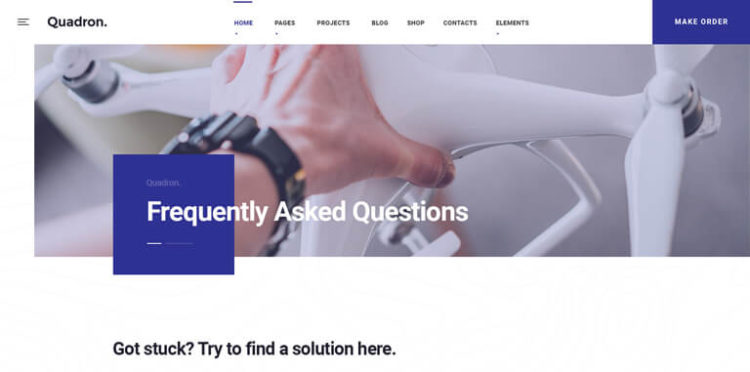 Quadron.
HOME
PAGES
PROJECTS
BLOG
SHOP
CONTACTS
ELEMENTS
MAKE ORDER
Quadron.
Frequently Asked Questions
Got stuck? Try to find a solution here.